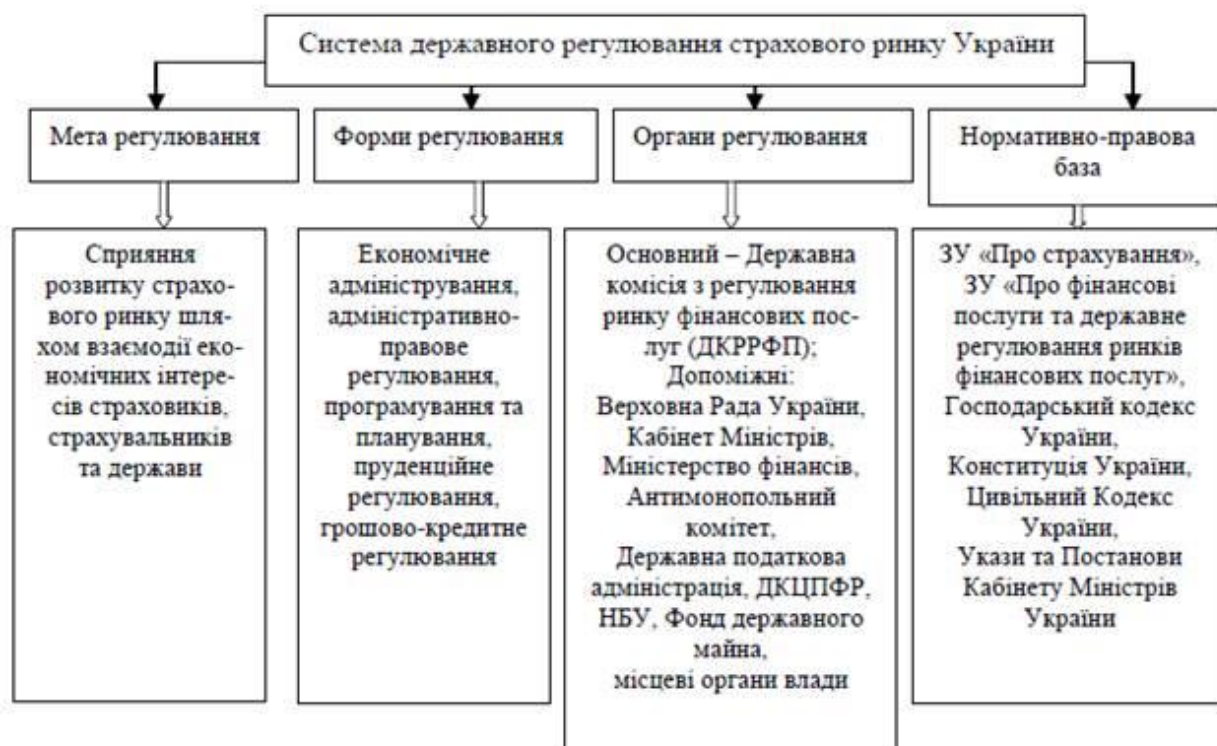 Система державного регулювання страхового ринку України
Мета регулювання
Форми регулювання
Органи регулювання
Нормативно-правова
база
Сприяння
розвитку страхо-
вого ринку шля-
хом взаємодії еко-
номічних інтере-
сів страховиків,
страхувальників
та держави
Економічне
адміністрування,
адміністративно-
правове
регулювання,
програмування та
планування,
пруденційне
регулювання,
грошово-кредитне
регулювання
Основний – Державна
комісія з регулювання
ринку фінансових пос-
луг (ДКРРФП);
Допоміжні:
Верховна Рада України,
Кабінет Міністрів,
Міністерство фінансів,
Антимонопольний
комітет,
Державна податкова
адміністрація, ДКЦПФР,
НБУ, Фонд державного
майна,
місцеві органи влади
ЗУ «Про страхування»,
ЗУ «Про фінансові
послуги та державне
регулювання ринків
фінансових послуг»,
Господарський кодекс
України,
Конституція України,
Цивільний Кодекс
України,
Укази та Постанови
Кабінету Міністрів
України